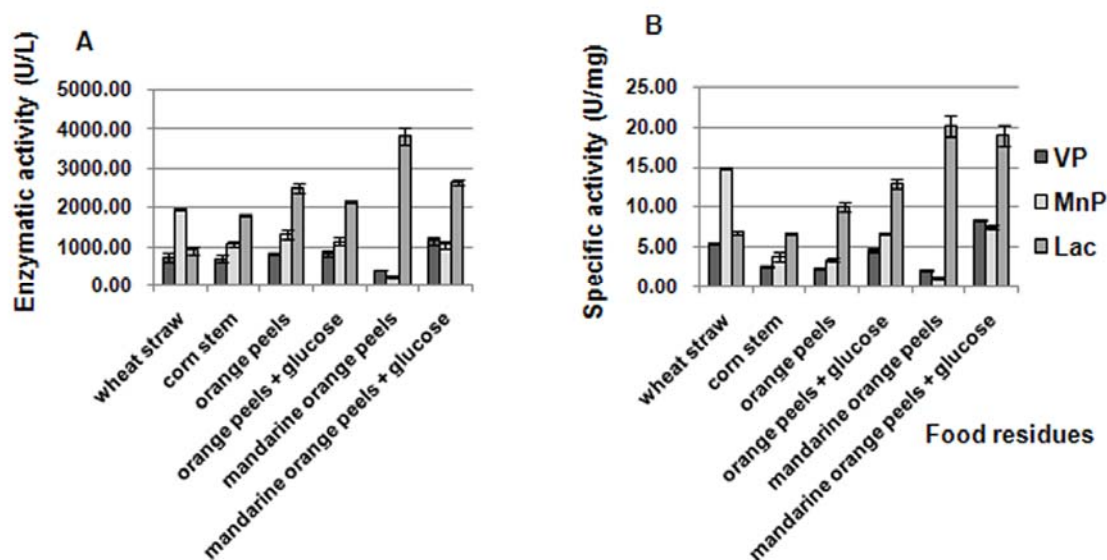 A
Enzymatic activity (U/L)
5000.00
4000.00
3000.00
2000.00
1000.00
0.00
wheat straw
corn stem
orange peels
orange peels + glucose
mandarine orange peels
mandarine orange peels + glucose
B
Specific activity (U/mg)
25.00
20.00
15.00
10.00
5.00
0.00
wheat straw
corn stem
orange peels
orange peels + glucose
mandarine orange peels
mandarine orange peels + glucose
VP
MnP
Lac
Food residues